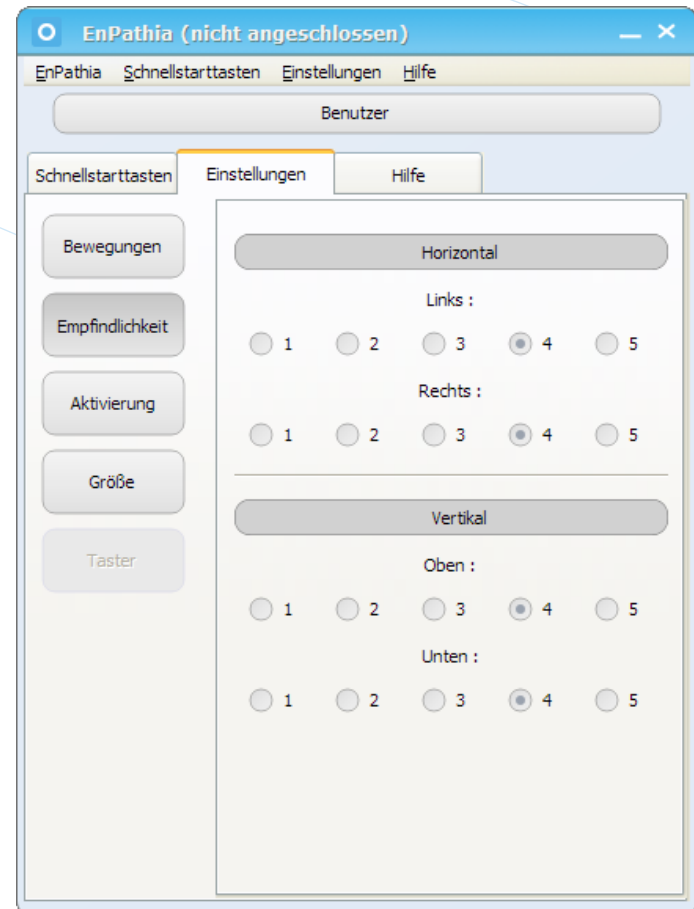 EnPathia (nicht angeschlossen)
EnPathia Schnellstarttasten Einstellungen Hilfe
Benutzer
Schnellstarttasten Einstellungen Hilfe
Bewegungen
Empfindlichkeit
Aktivierung
Größe
Taster
Horizontal
Links :
1 2 3 4 5
Rechts :
1 2 3 4 5
Vertikal
Oben :
1 2 3 4 5
Unten :
1 2 3 4 5